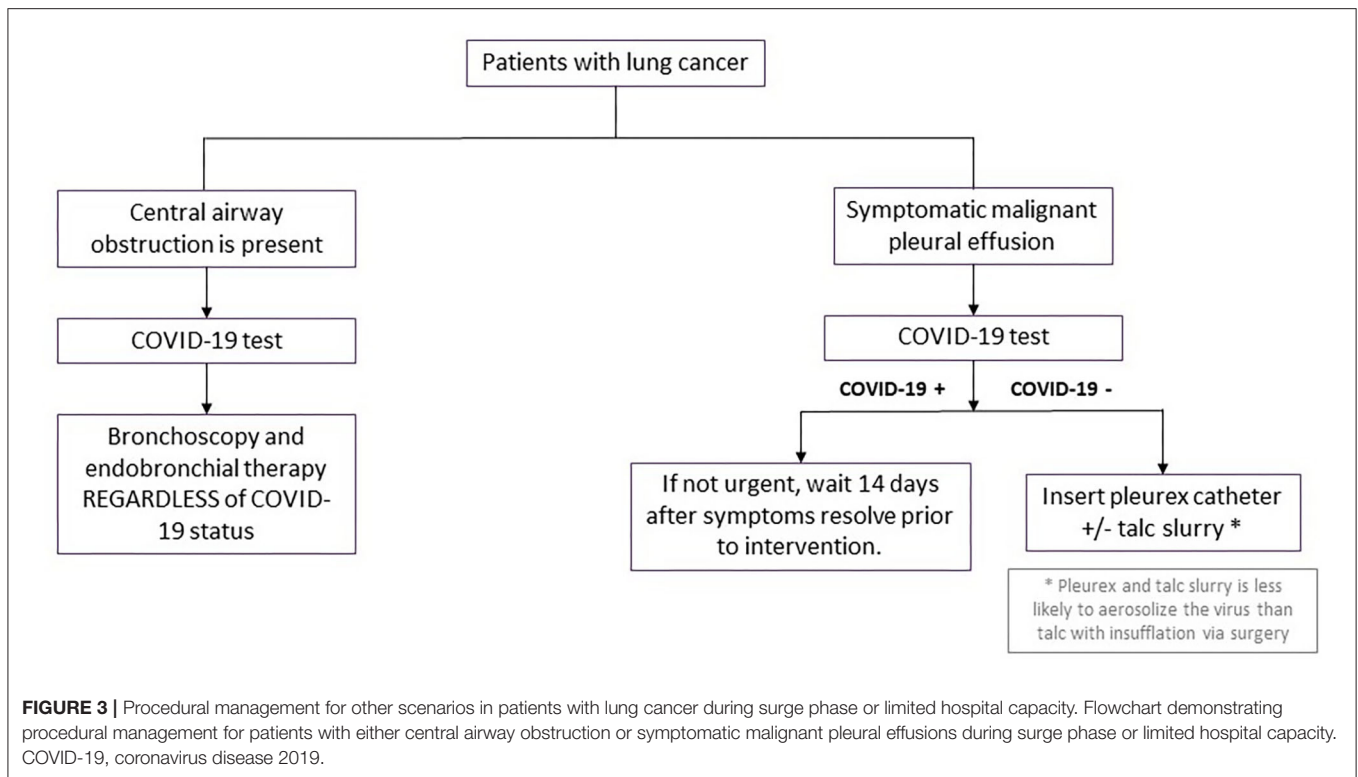 Patients with lung cancer
Central airway
obstruction is present
COVID-19 test
Bronchoscopy and
endobronchial therapy
REGARDLESS of COVID-
19 status
Symptomatic malignant
pleural effusion
COVID-19 test
COVID-19 +
COVID-19 -
If not urgent, wait 14 days
after symptoms resolve prior
to intervention.
Insert pleurex catheter
+/- talc slurry *
* Pleurex and talc slurry is less
likely to aerosolize the virus than
talc with insufflation via surgery
FIGURE 3 | Procedural management for other scenarios in patients with lung cancer during surge phase or limited hospital capacity. Flowchart demonstrating
procedural management for patients with either central airway obstruction or symptomatic malignant pleural effusions during surge phase or limited hospital capacity.
COVID-19, coronavirus disease 2019.